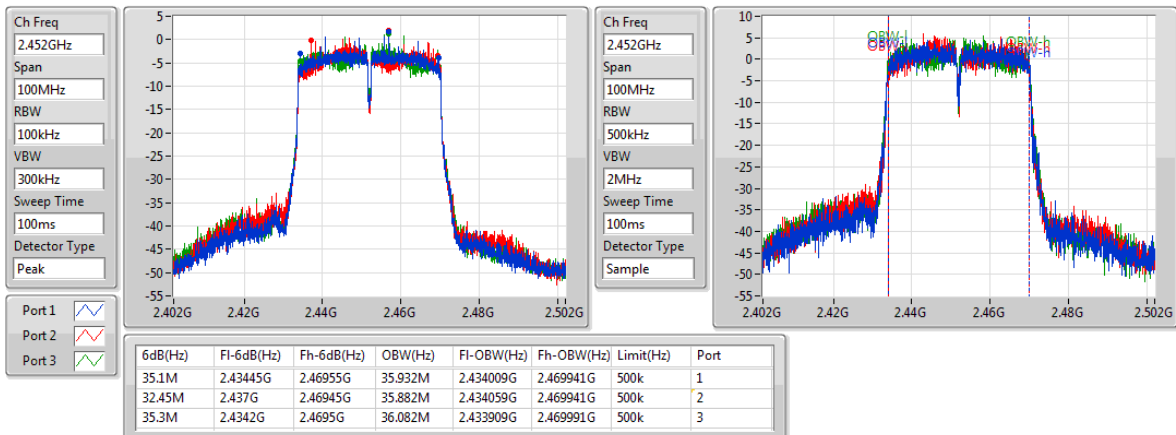 Ch Freq
2.452GHz
Span
100MHz
RBW
100kHz
VBW
300kHz
Sweep Time
100ms
Detector Type
Peak
Port 1
Port 2
Port 3
5
0
-5
-10
-15
-20
-25
-30
-35
-40
-45
-50
-55
2.402G 2.42G 2.44G 2.46G 2.48G 2.502G
Ch Freq
2.452GHz
Span
100MHz
RBW
500kHz
VBW
2MHz
Sweep Time
100ms
Detector Type
Sample
10
5
0
-5
-10
-15
-20
-25
-30
-35
-40
-45
-50
-55
2.402G 2.42G 2.44G 2.46G 2.48G 2.502G
OBW-l
OBW-h
6dB(Hz) Fl-6dB(Hz) Fh-6dB(Hz) OBW(Hz) Fl-OBW(Hz) Fh-OBW(Hz) Limit(Hz) Port
35.1M 2.43445G 2.46955G 35.932M 2.434009G 2.469941G 500k 1
32.45M 2.437G 2.46945G 35.882M 2.434059G 2.469941G 500k 2
35.3M 2.4342G 2.4695G 36.082M 2.433909G 2.469991G 500k 3